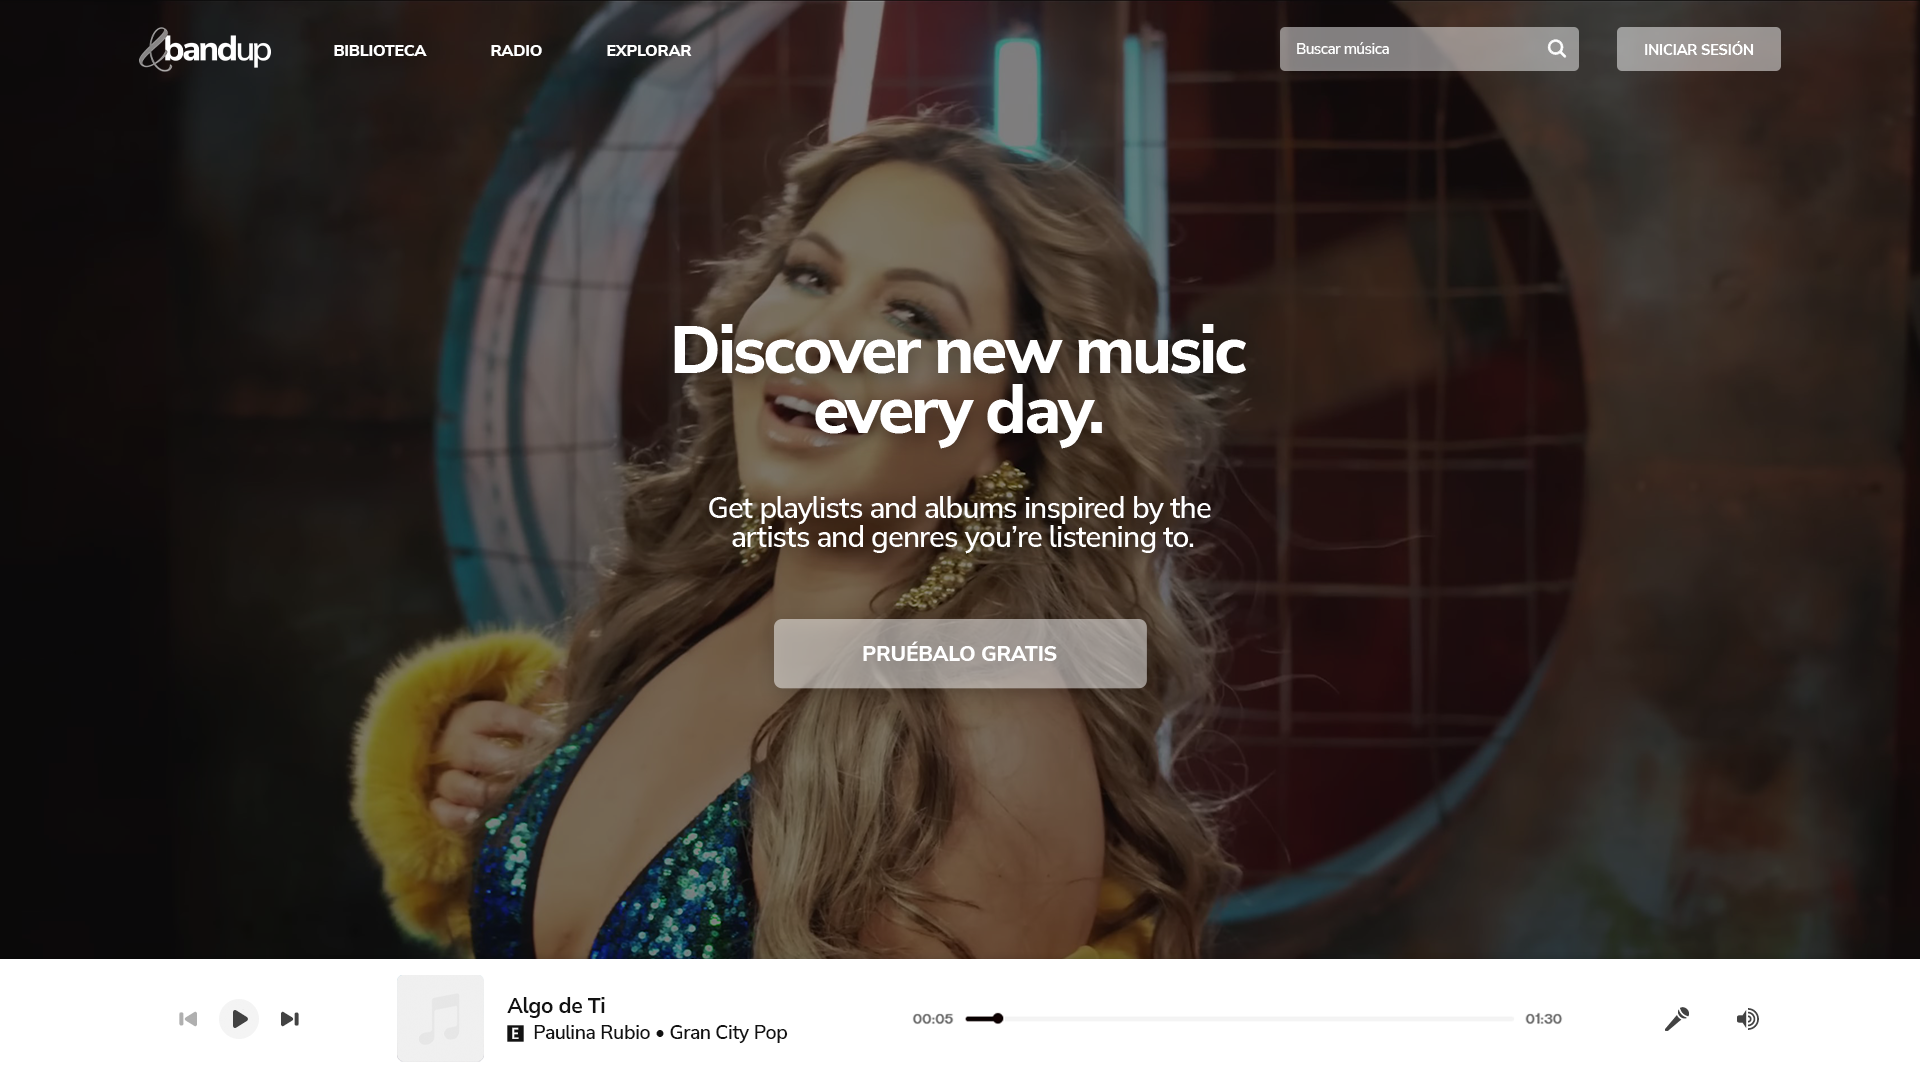 &bandup
BIBLIOTECA
RADIO
EXPLORAR
Buscar música
INICIAR SESIÓN
Discover new music
every day.
Get playlists and albums inspired by the
artists and genres you’re listening to.
PRUÉBALO GRATIS
Algo de Ti
E Paulina Rubio • Gran City Pop
00:05
01:30